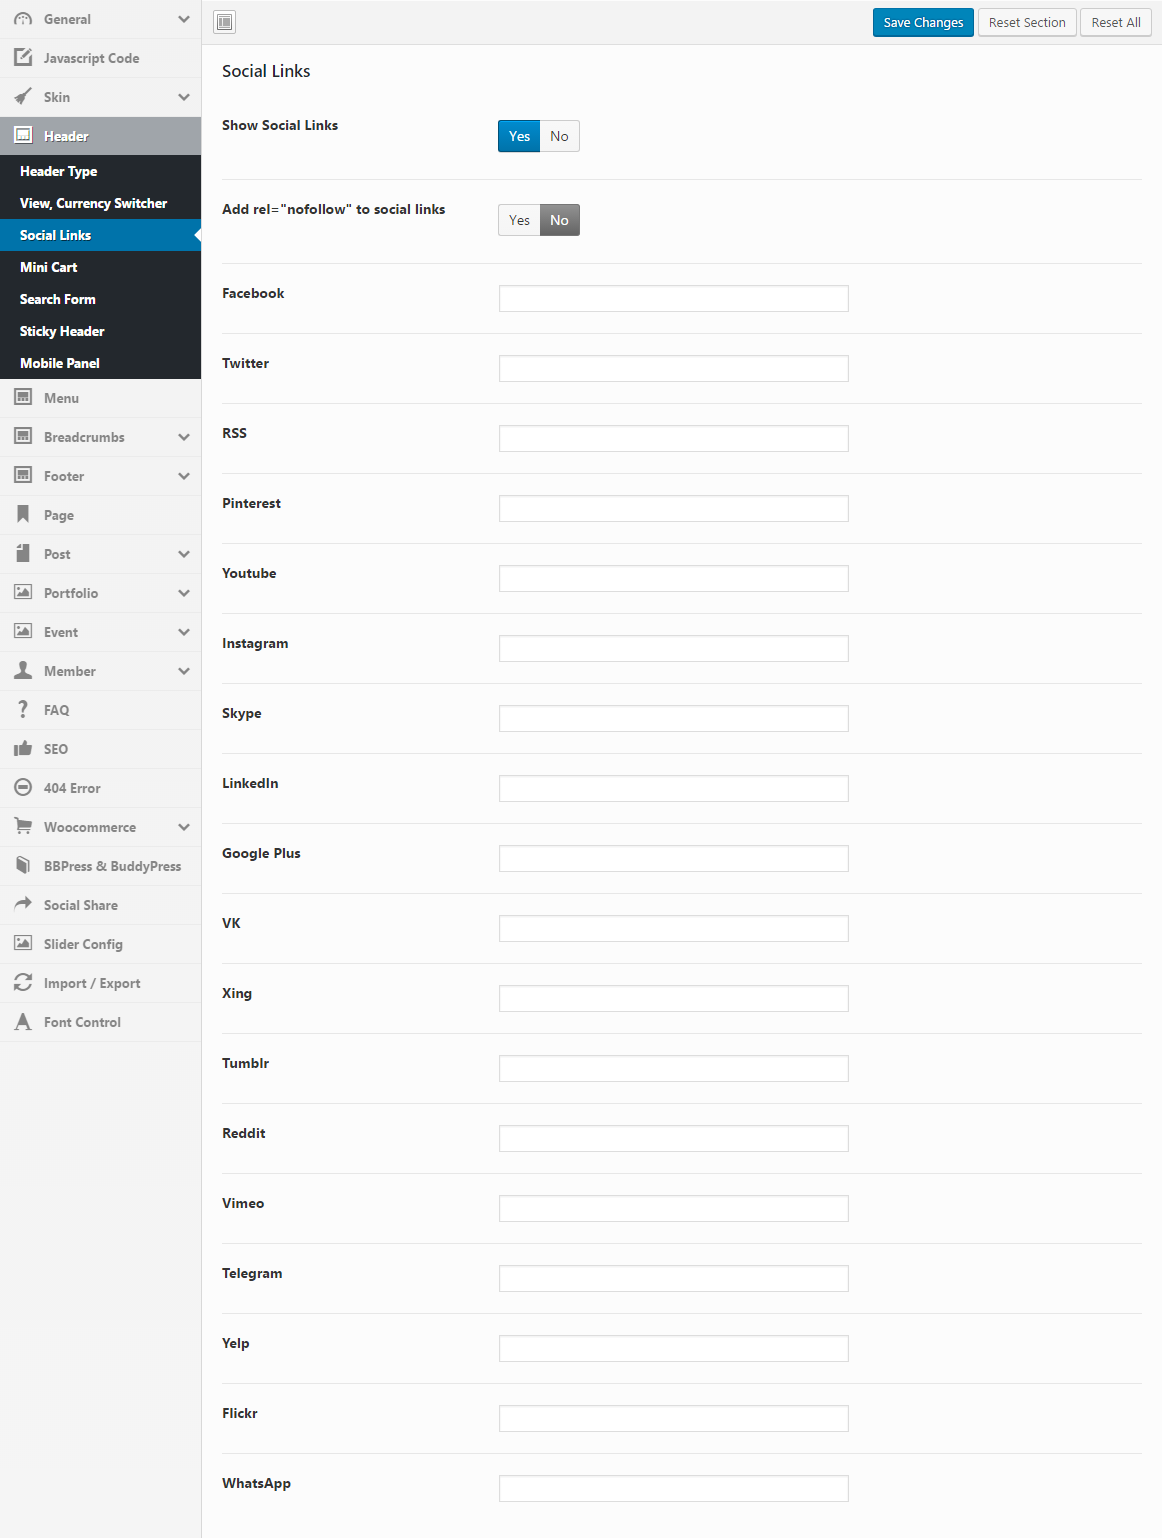 General
Javascript Code
Skin
Header
Header Type
View, Currency Switcher
Social Links
Mini Cart
Search Form
Sticky Header
Mobile Panel
Menu
Breadcrumbs
Footer
Page
Post
Portfolio
Event
Member
FAQ
SEO
404 Error
Woocommerce
BBPress & BuddyPress
Social Share
Slider Config
Import / Export
Font Control
Save Changes Reset Section Reset All
Social Links
Show Social Links Yes No
Add rel="nofollow" to social links Yes No
Facebook
Twitter
RSS
Pinterest
Youtube
Instagram
Skype
LinkedIn
Google Plus
VK
Xing
Tumblr
Reddit
Vimeo
Telegram
Yelp
Flickr
WhatsApp